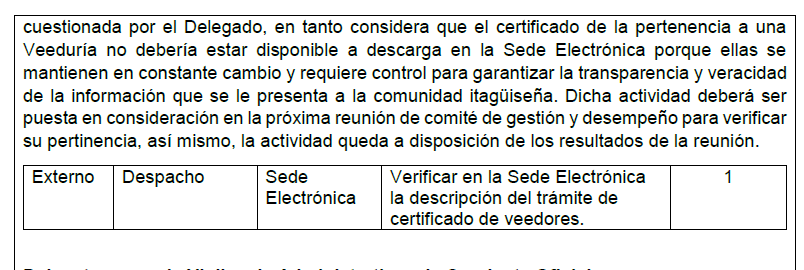 cuestionada por el Delegado, en tanto considera que el certificado de la pertenencia a una
Veeduría no debería estar disponible a descarga en la Sede Electrónica porque ellas se
mantienen en constante cambio y requiere control para garantizar la transparencia y veracidad
de la información que se le presenta a la comunidad itagüiseña. Dicha actividad deberá ser
puesta en consideración en la próxima reunión de comité de gestión y desempeño para verificar
su pertinencia, así mismo, la actividad queda a disposición de los resultados de la reunión.
Externo Despacho Sede Verificar en la Sede Electrónica 1
Electrónica la descripción del trámite de
certificado de veedores.